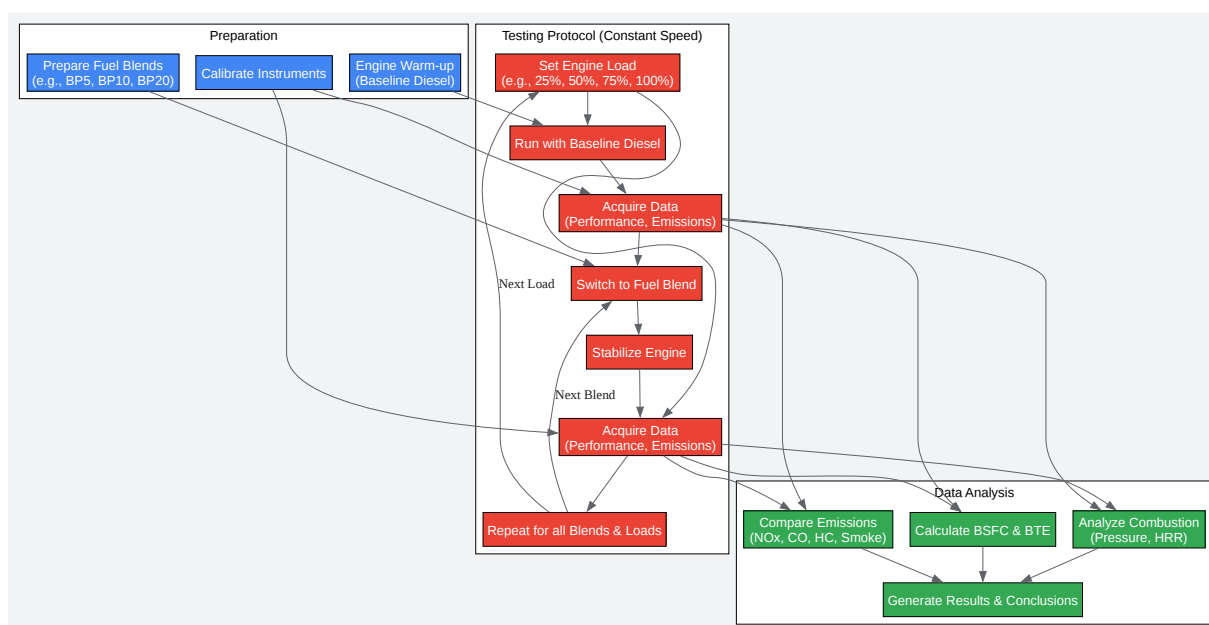 Preparation
Prepare Fuel Blends
(e.g., BP5, BP10, BP20)
Calibrate Instruments
Engine Warm-up
(Baseline Diesel)
Testing Protocol (Constant Speed)
Set Engine Load
(e.g., 25%, 50%, 75%, 100%)
Run with Baseline Diesel
Acquire Data
(Performance, Emissions)
Switch to Fuel Blend
Next Load
Stabilize Engine
Next Blend
Acquire Data
(Performance, Emissions)
Repeat for all Blends & Loads
Data Analysis
Compare Emissions
(NOx, CO, HC, Smoke)
Calculate BSFC & BTE
Analyze Combustion
(Pressure, HRR)
Generate Results & Conclusions